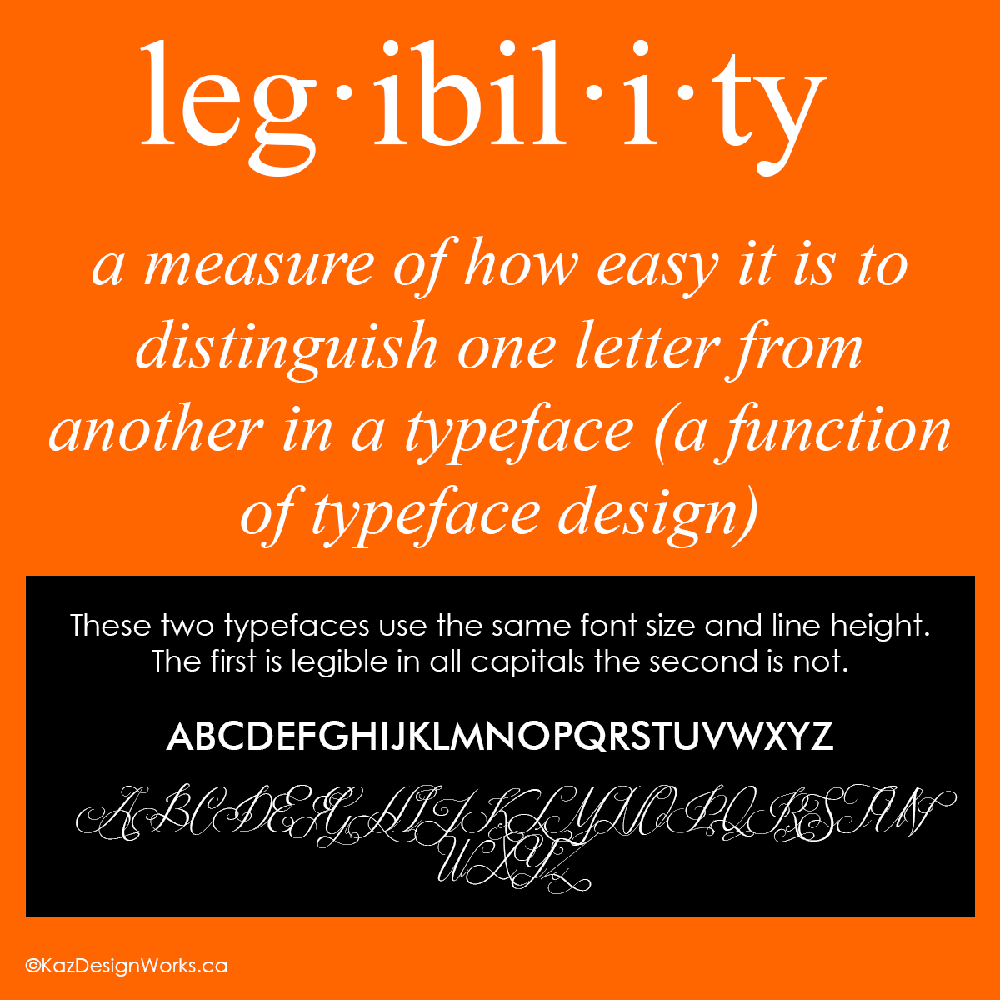 leg·ibil·i·ty
a measure of how easy it is to
distinguish one letter from
another in a typeface (a function
of typeface design)
These two typefaces use the same font size and line height.
The first is legible in all capitals the second is not.
ABCDEFGHIJKLMNOPQRSTUVWXYZ
ABCDEFGHIJKLMNOPQRSTUV
WXYZ
©KazDesignWorks.ca